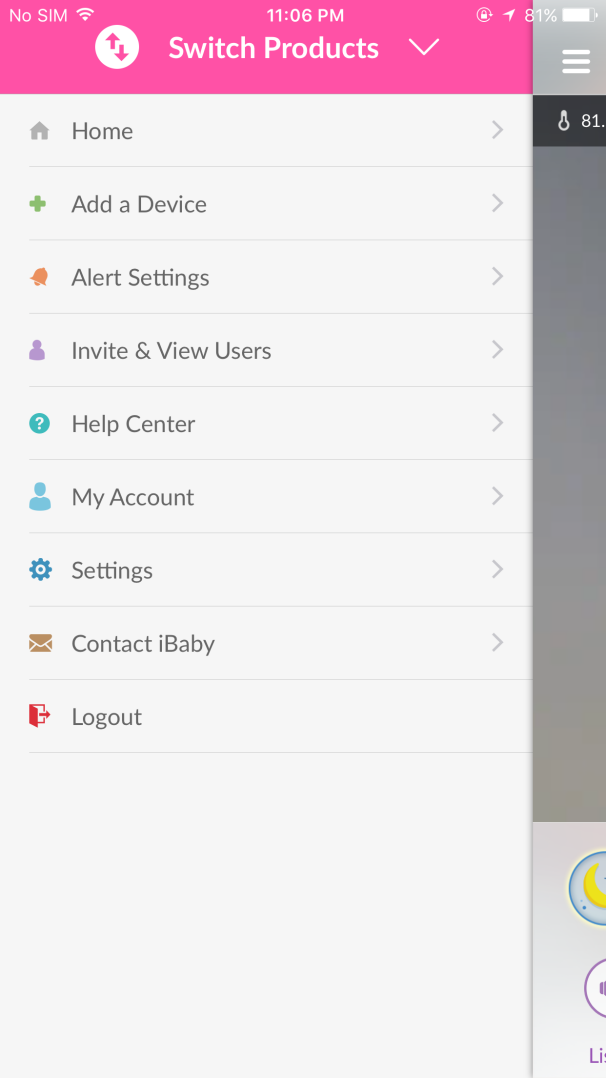 No SIM 11:06 PM 81%
Switch Products
81.
Home
Add a Device
Alert Settings
Invite & View Users
? Help Center
My Account
Settings
Contact iBaby
Logout
Lis